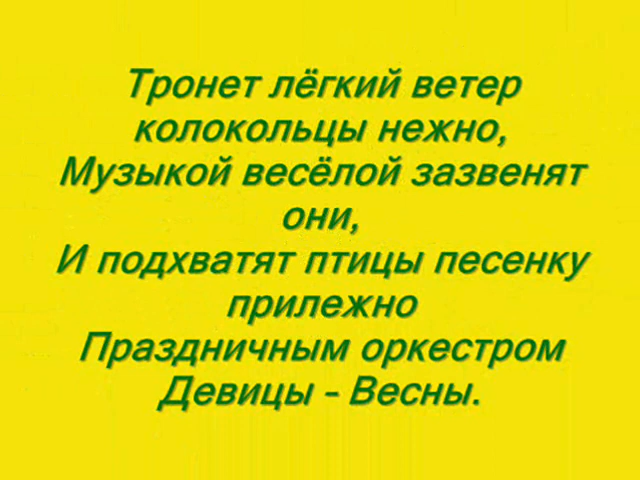 Тронет лёгкий ветер
колокольцы нежно,
Музыкой весёлой зазвенят
они,
И подхватят птицы песенку
прилежно
Праздничным оркестром
Девицы - Весны.